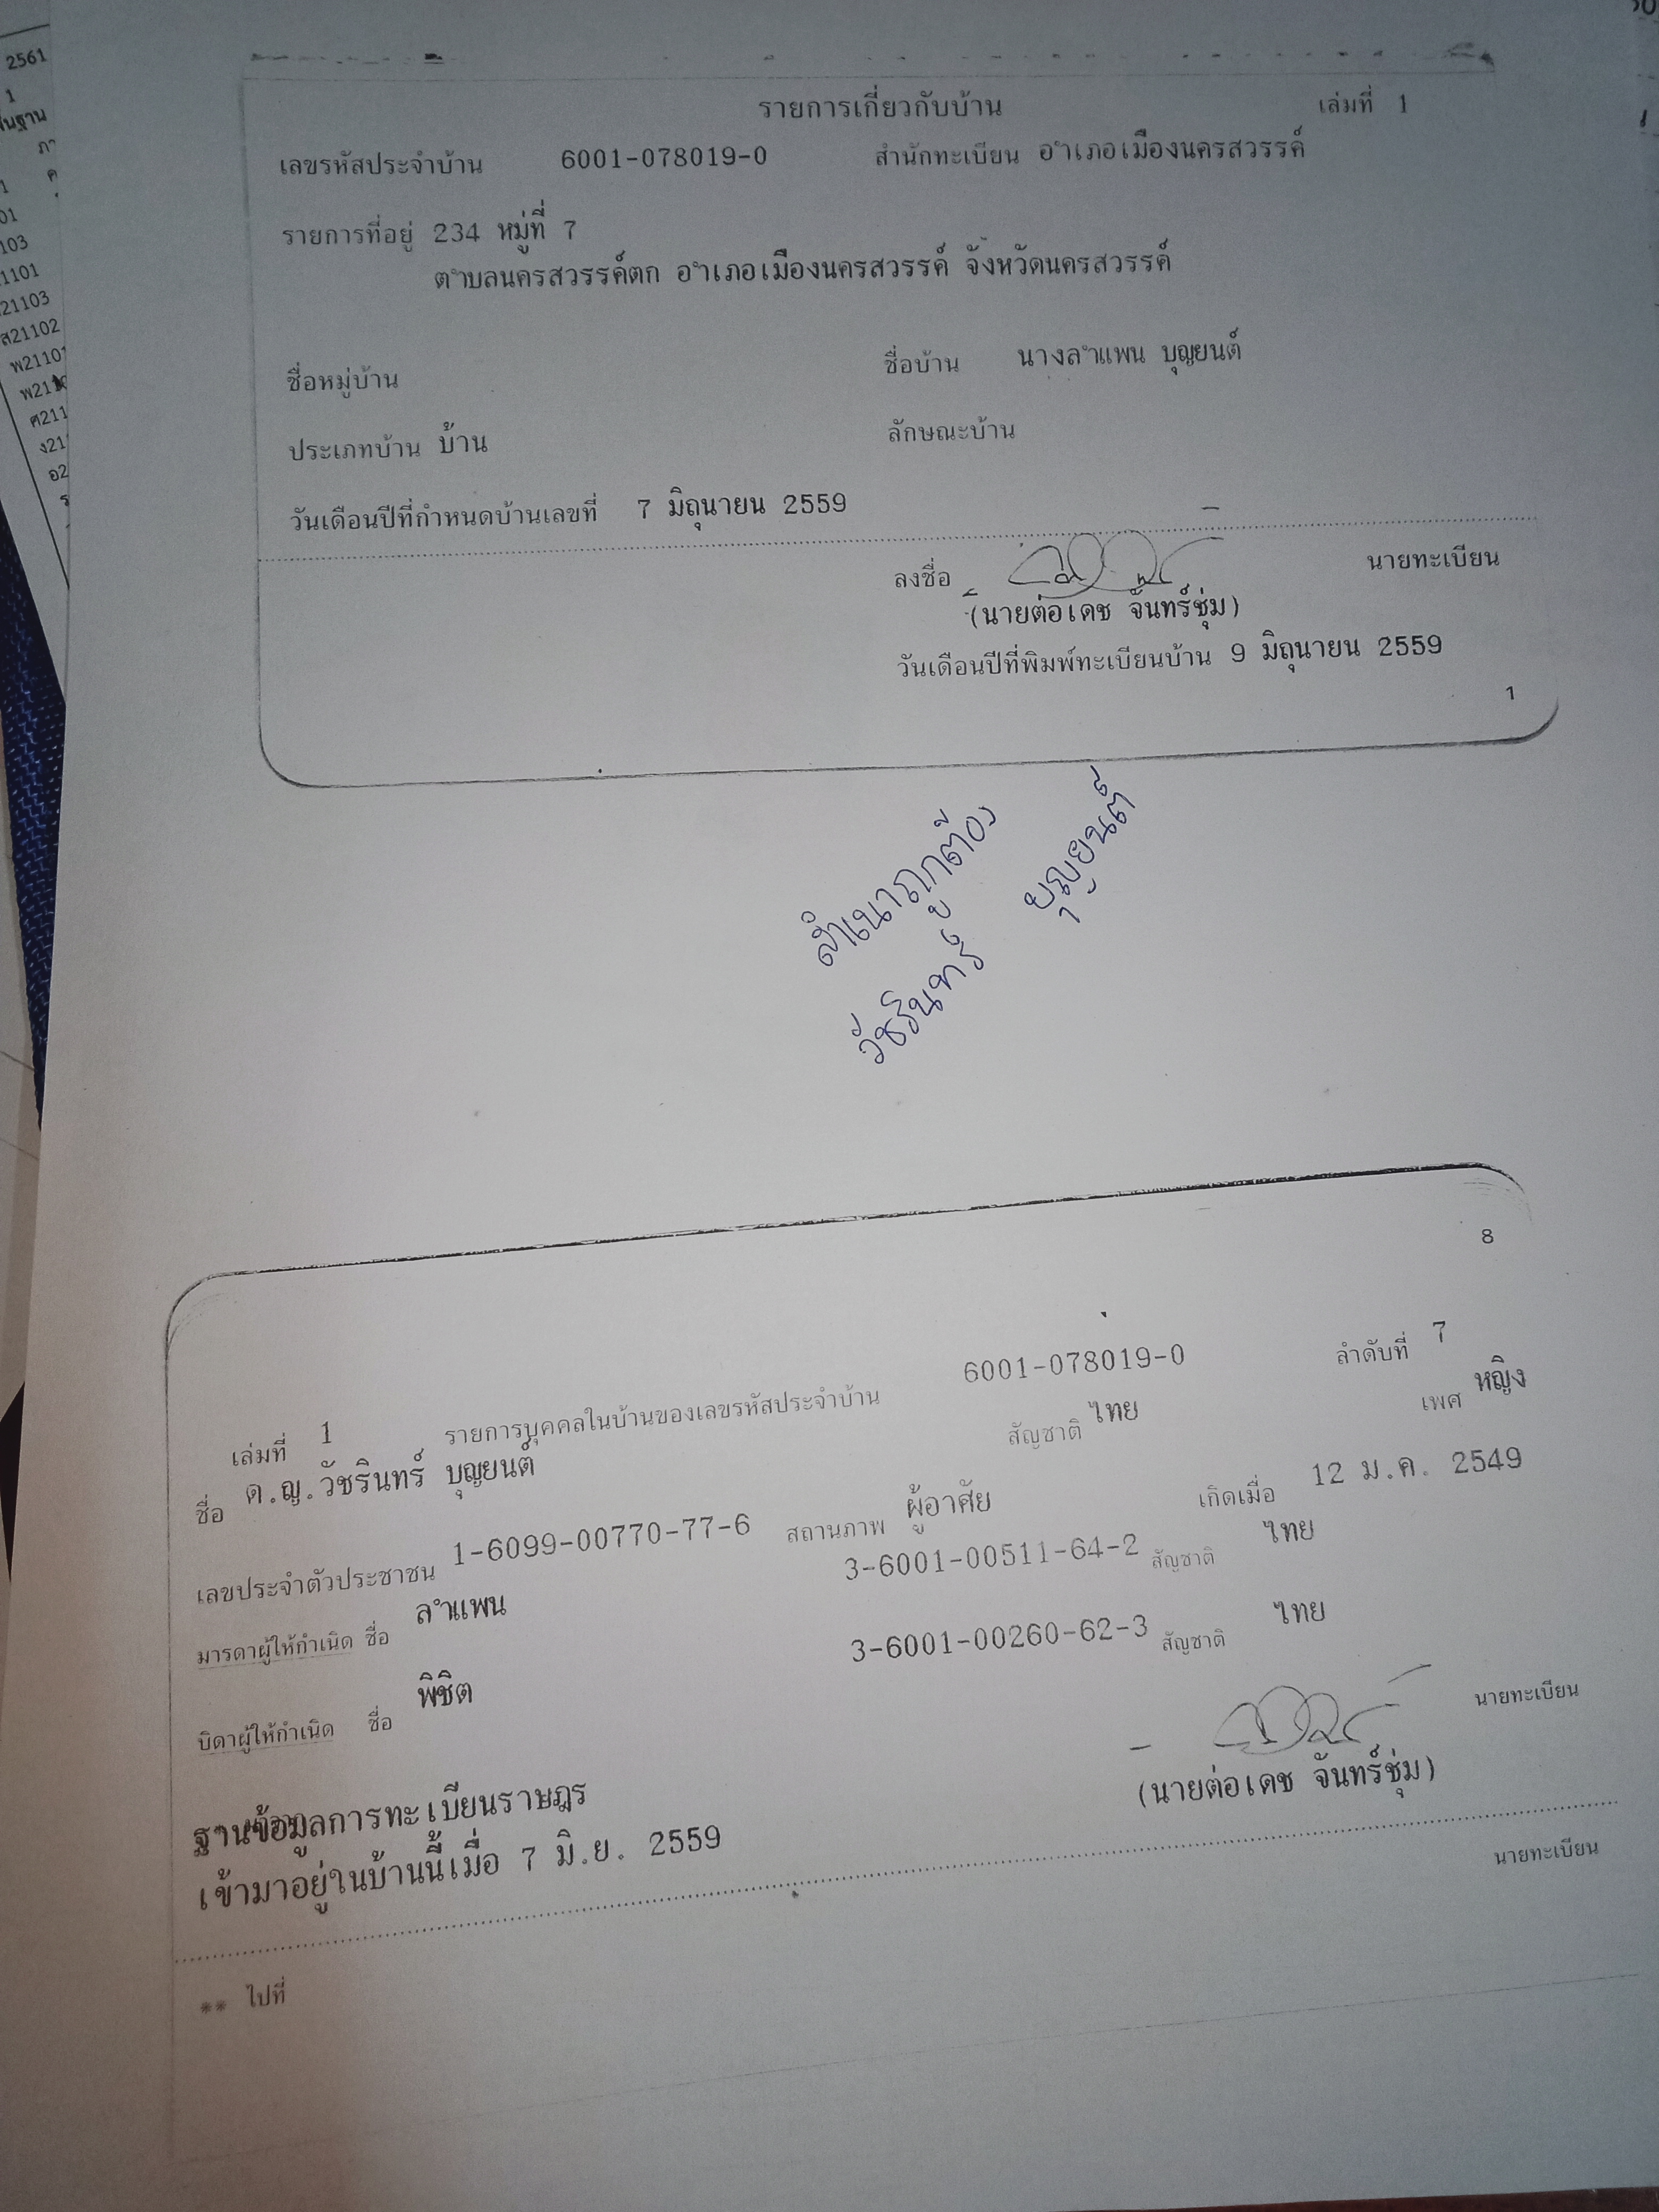 2561
1
รายการเกี่ยวกับบ้าน เล่มที่ 1
เลขรหัสประจำบ้าน 6001-078019-0 สำนักทะเบียน อำเภอเมืองนครสวรรค์
รายการที่อยู่ 234 หมู่ที่ 7
ตำบลนครสวรรค์ตก อำเภอเมืองนครสวรรค์ จังหวัดนครสวรรค์
ชื่อหมู่บ้าน ชื่อบ้าน นางลำแพน บุญยนต์
ประเภทบ้าน บ้าน ลักษณะบ้าน
วันเดือนปีที่กำหนดบ้านเลขที่ 7 มิถุนายน 2559
ลงชื่อ นายทะเบียน
(นายต่อเดช จันทร์ชุ่ม)
วันเดือนปีที่พิมพ์ทะเบียนบ้าน 9 มิถุนายน 2559
1
สำเนาถูกต้อง
วัชรินทร์ บุญยนต์
8
เล่มที่ 1 รายการบุคคลในบ้านของเลขรหัสประจำบ้าน 6001-078019-0 ลำดับที่ 7
ชื่อ ด.ญ.วัชรินทร์ บุญยนต์ สัญชาติ ไทย เพศ หญิง
เลขประจำตัวประชาชน 1-6099-00770-77-6 สถานภาพ ผู้อาศัย เกิดเมื่อ 12 ม.ค. 2549
มารดาผู้ให้กำเนิด ชื่อ ลำแพน 3-6001-00511-64-2 สัญชาติ ไทย
บิดาผู้ให้กำเนิด ชื่อ พิชิต 3-6001-00260-62-3 สัญชาติ ไทย
นายทะเบียน
ฐานข้อมูลการทะเบียนราษฎร (นายต่อเดช จันทร์ชุ่ม)
เข้ามาอยู่ในบ้านนี้เมื่อ 7 มิ.ย. 2559
นายทะเบียน
** ไปที่
21103
ส21102